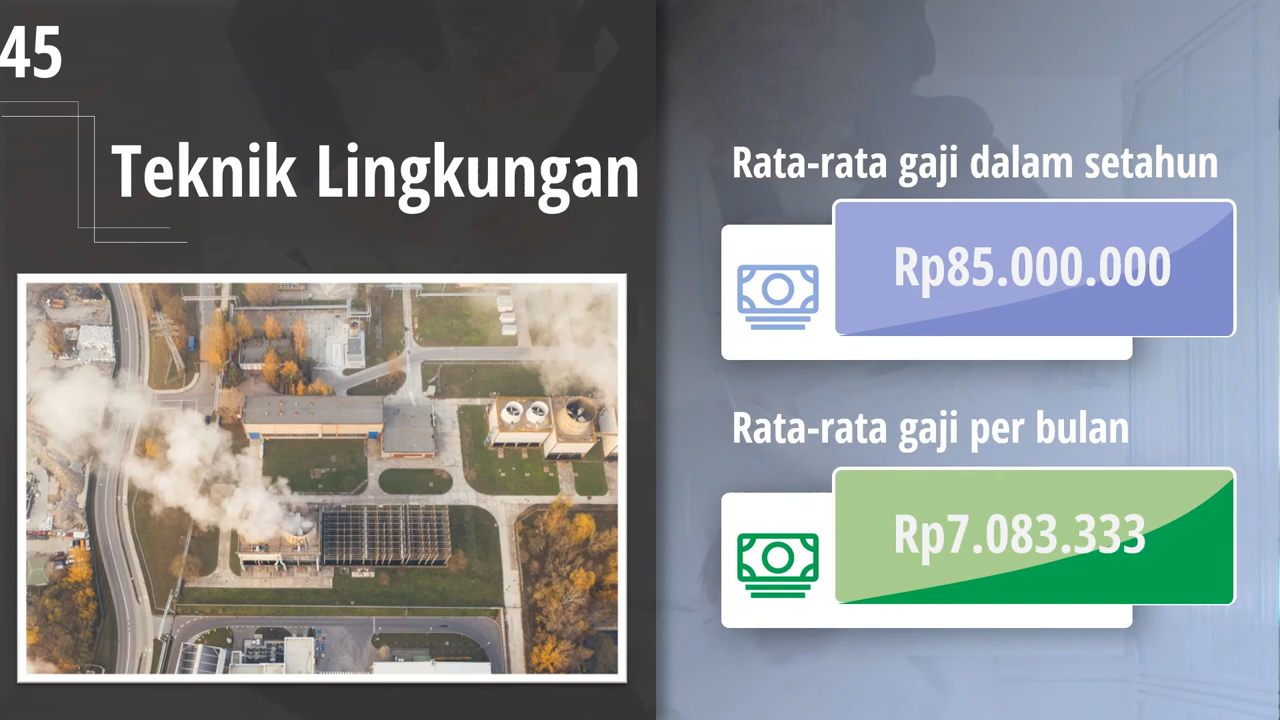 45
Teknik Lingkungan
Rata-rata gaji dalam setahun
Rp85.000.000
Rata-rata gaji per bulan
Rp7.083.333